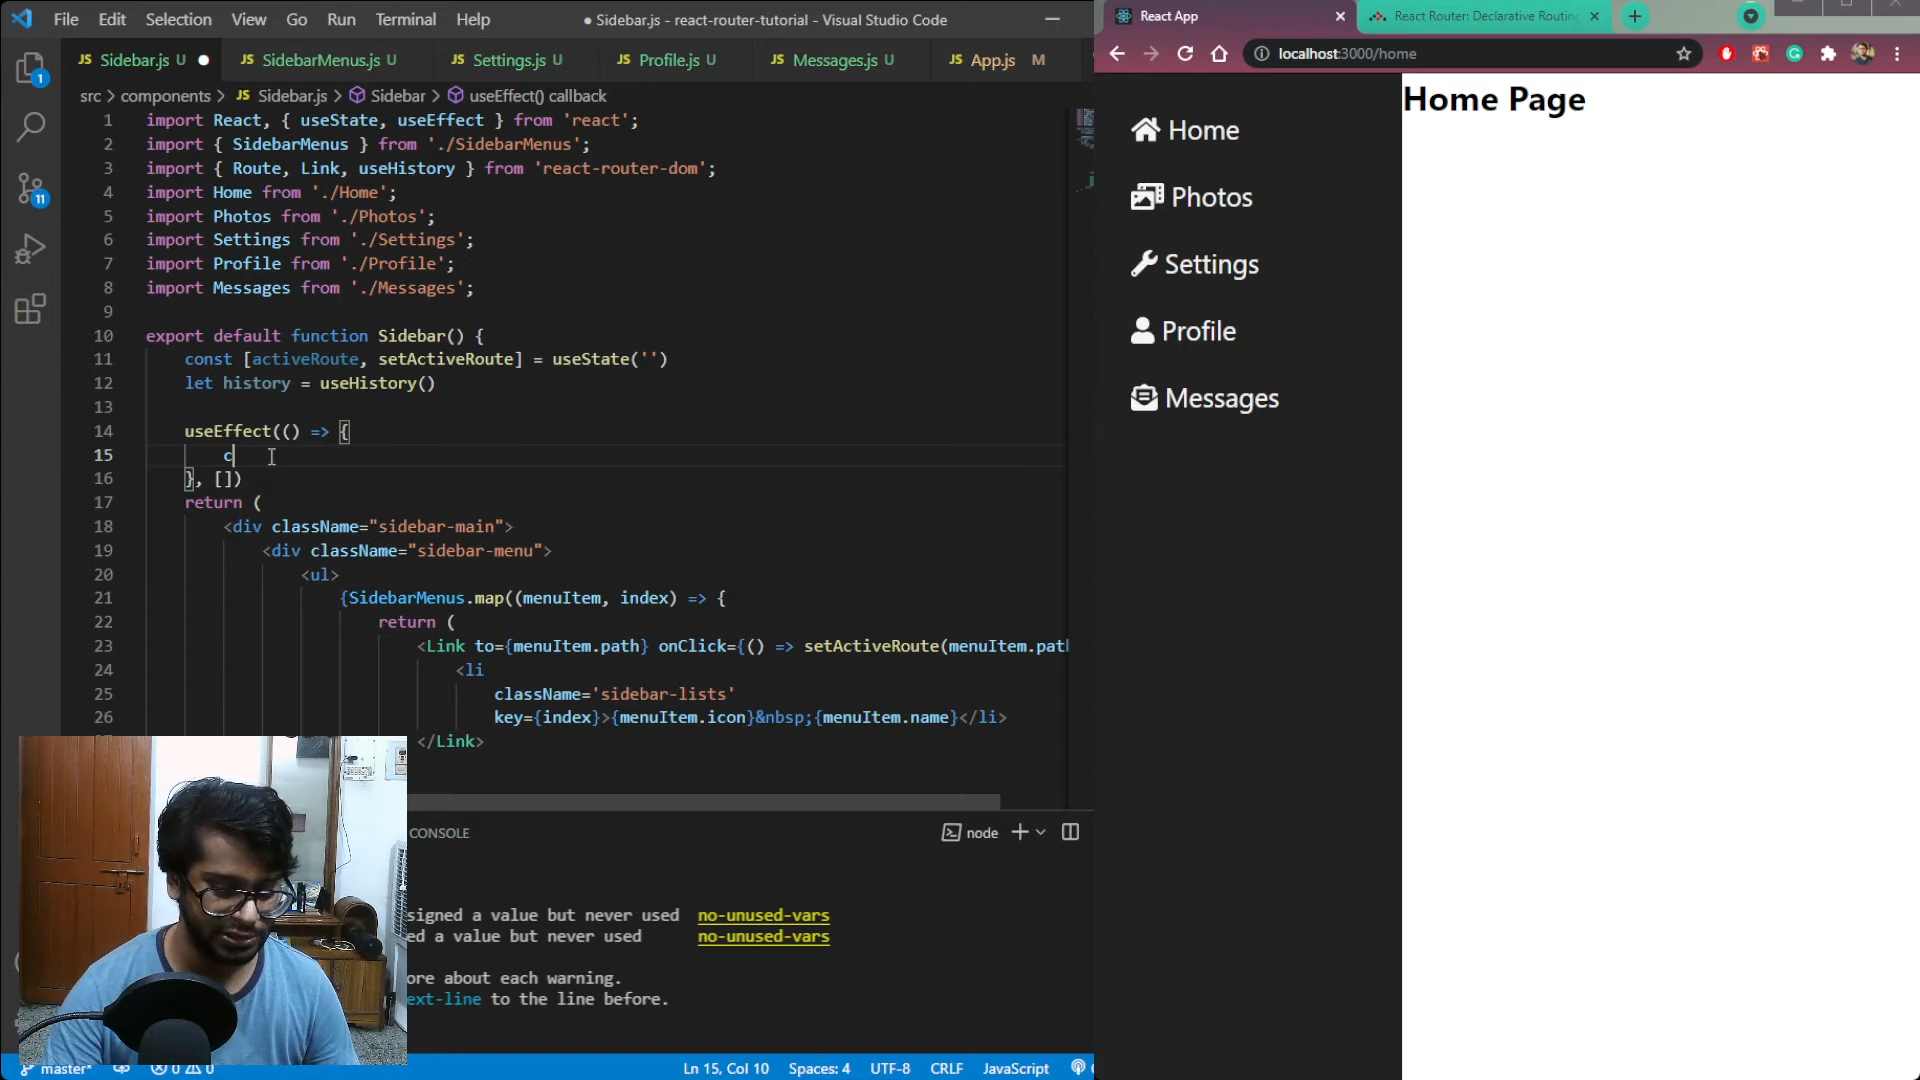 File Edit Selection View Go Run Terminal Help
● Sidebar.js - react-router-tutorial - Visual Studio Code
JS Sidebar.js U ●
JS SidebarMenus.js U
JS Settings.js U
JS Profile.js U
JS Messages.js U
JS App.js M
src > components > JS Sidebar.js > Sidebar > useEffect() callback
1 import React, { useState, useEffect } from 'react';
2 import { SidebarMenus } from './SidebarMenus';
3 import { Route, Link, useHistory } from 'react-router-dom';
4 import Home from './Home';
5 import Photos from './Photos';
6 import Settings from './Settings';
7 import Profile from './Profile';
8 import Messages from './Messages';
9
10 export default function Sidebar() {
11 const [activeRoute, setActiveRoute] = useState('')
12 let history = useHistory()
13
14 useEffect(() => {
15 c
16 }, [])
17 return (
18 <div className="sidebar-main">
19 <div className="sidebar-menu">
20 <ul>
21 {SidebarMenus.map((menuItem, index) => {
22 return (
23 <Link to={menuItem.path} onClick={() => setActiveRoute(menuItem.path
24 <li
25 className='sidebar-lists'
26 key={index}>{menuItem.icon}&nbsp;{menuItem.name}</li>
</Link>
1
11
CONSOLE
node
signed a value but never used no-unused-vars
ed a value but never used no-unused-vars
ore about each warning.
ext-line to the line before.
master*
0
0
Ln 15, Col 10
Spaces: 4
UTF-8
CRLF
JavaScript
React App
React Router: Declarative Routin
localhost:3000/home
Home
Photos
Settings
Profile
Messages
Home Page